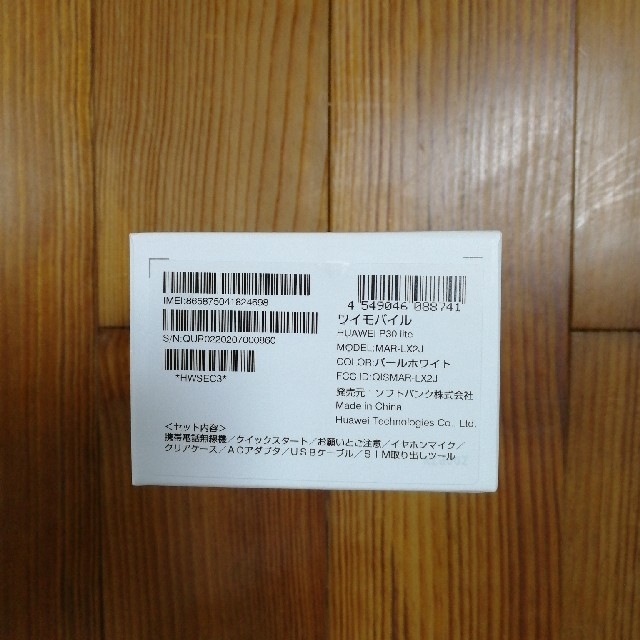 IMEI:865875041824698
S/N:QUR0220207000960
*HWSEC3*
4 549046 088741
ワイモバイル
HUAWEI P30 lite
MODEL:MAR-LX2J
COLOR:パールホワイト
FCC ID:QISMAR-LX2J
発売元:ソフトバンク株式会社
Made in China
Huawei Technologies Co., Ltd.
<セット内容>
携帯電話無線機/クイックスタート/お願いとご注意/イヤホンマイク/
クリアケース/ACアダプタ/USBケーブル/SIM取り出しツール